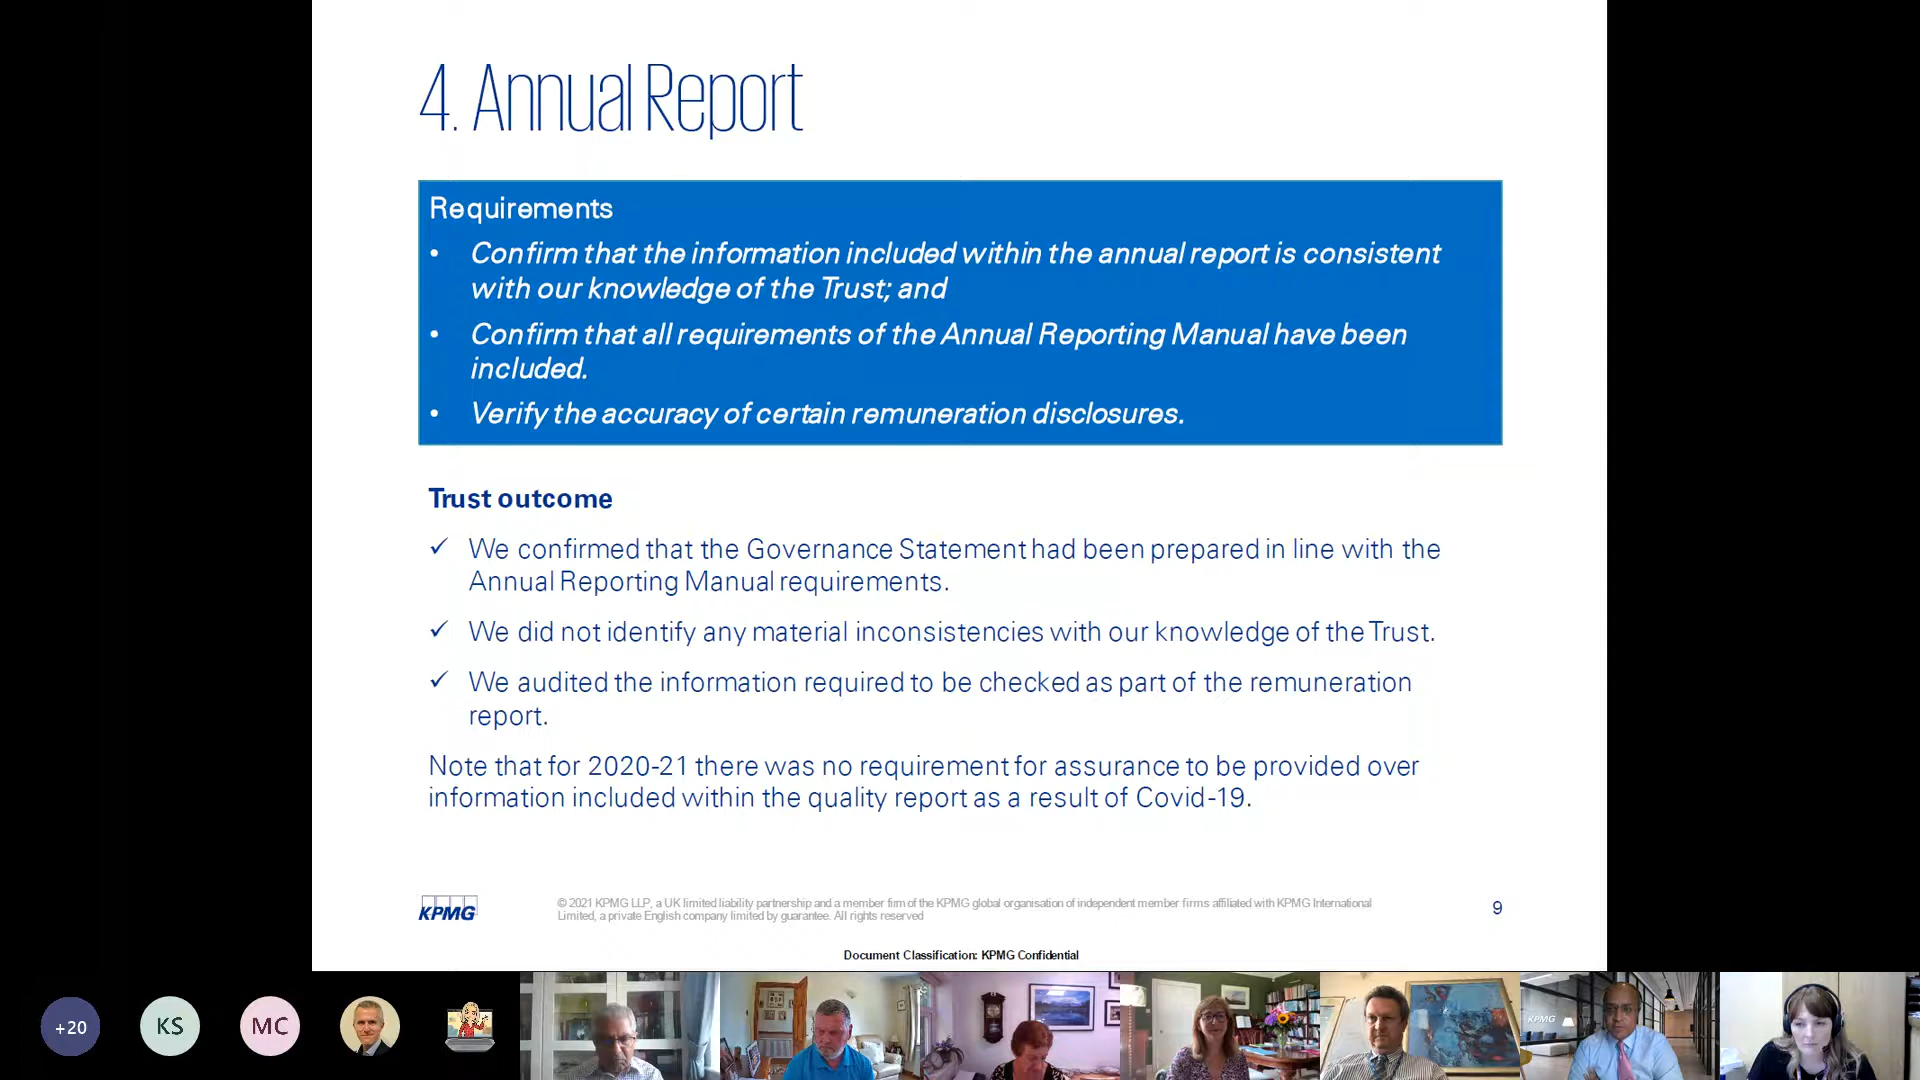 4. Annual Report
Requirements
• Confirm that the information included within the annual report is consistent
with our knowledge of the Trust; and
• Confirm that all requirements of the Annual Reporting Manual have been
included.
• Verify the accuracy of certain remuneration disclosures.
Trust outcome
✓ We confirmed that the Governance Statement had been prepared in line with the
Annual Reporting Manual requirements.
✓ We did not identify any material inconsistencies with our knowledge of the Trust.
✓ We audited the information required to be checked as part of the remuneration
report.
Note that for 2020-21 there was no requirement for assurance to be provided over
information included within the quality report as a result of Covid-19.
KPMG
© 2021 KPMG LLP, a UK limited liability partnership and a member firm of the KPMG global organisation of independent member firms affiliated with KPMG International
Limited, a private English company limited by guarantee. All rights reserved
9
Document Classification: KPMG Confidential
+20
KS
MC
KPMG